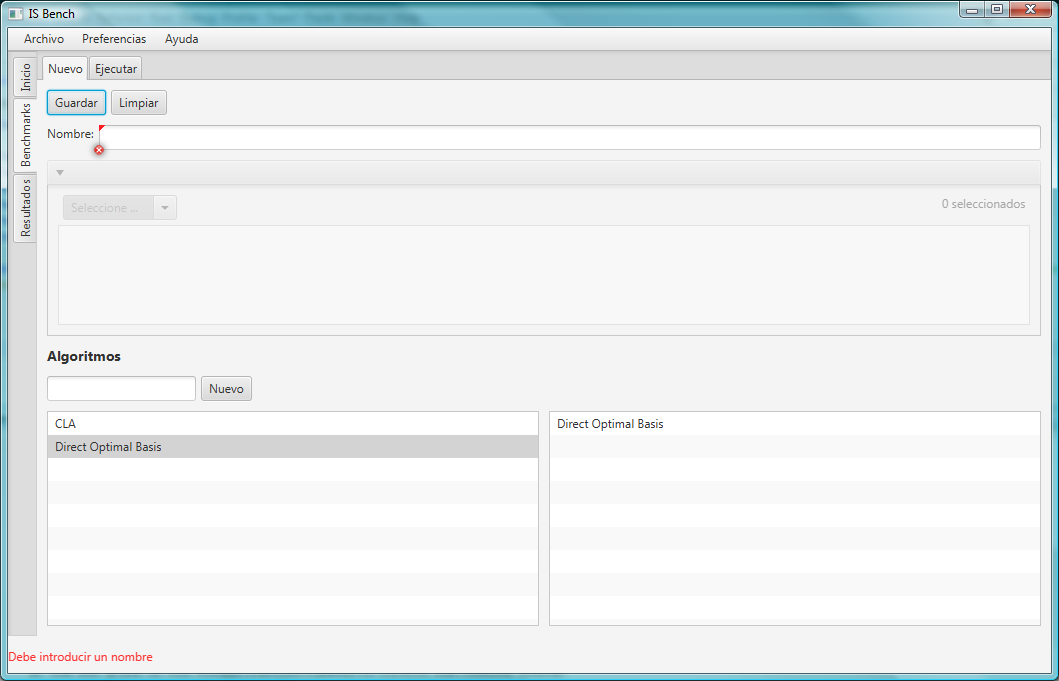 IS Bench
Archivo Preferencias Ayuda
Inicio
Benchmarks
Resultados
Nuevo Ejecutar
Guardar Limpiar
Nombre:
Seleccione ... 0 seleccionados
Algoritmos
Nuevo
CLA
Direct Optimal Basis
Direct Optimal Basis
Debe introducir un nombre